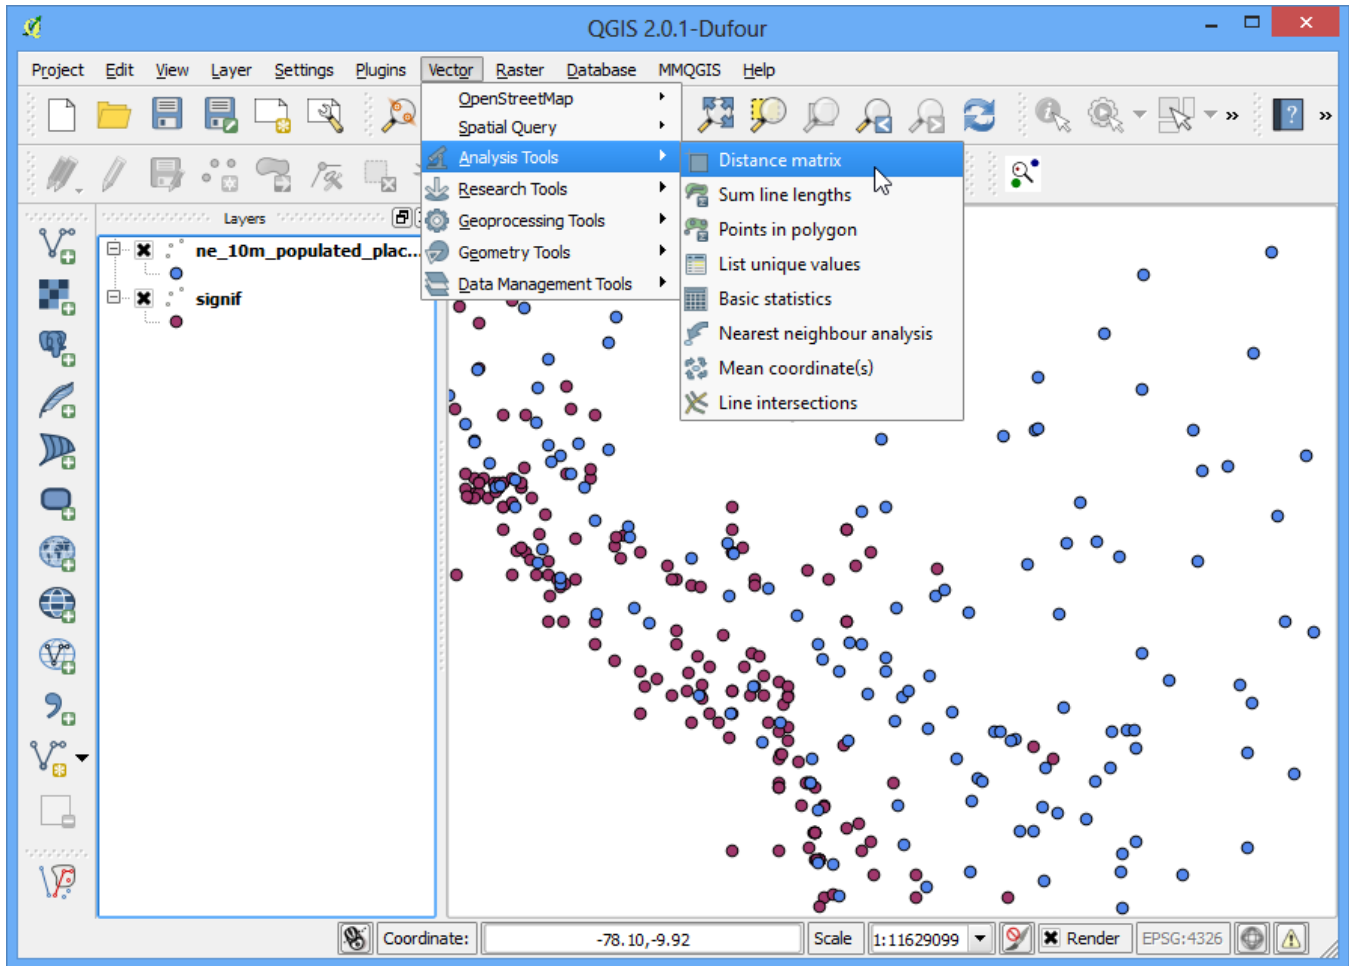 QGIS 2.0.1-Dufour
Project Edit View Layer Settings Plugins Vector Raster Database MMQGIS Help
OpenStreetMap
Spatial Query
Analysis Tools
Research Tools
Geoprocessing Tools
Geometry Tools
Data Management Tools
Distance matrix
Sum line lengths
Points in polygon
List unique values
Basic statistics
Nearest neighbour analysis
Mean coordinate(s)
Line intersections
Layers
ne_10m_populated_plac...
signif
Coordinate: -78.10,-9.92 Scale 1:11629099 Render EPSG:4326